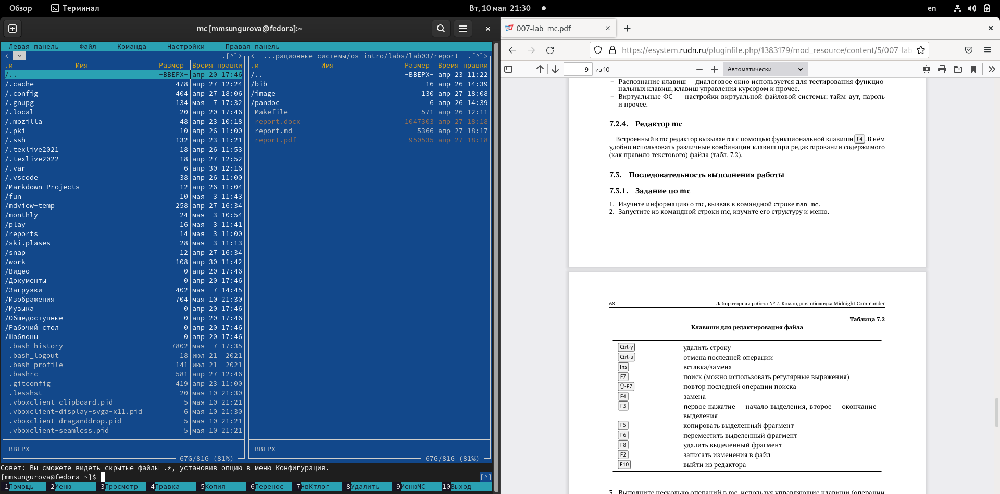 Обзор
Терминал
Вт, 10 мая 21:30
en
mc [mmsungurova@fedora]:~
Левая панель Файл Команда Настройки Правая панель
<— ~ .[^]>
.и Имя Размер Время правки
/.. -ВВЕРХ- апр 20 17:46
/.cache 478 апр 27 12:24
/.config 404 апр 27 18:06
/.gnupg 134 мая 7 17:32
/.local 20 апр 20 17:46
/.mozilla 48 апр 23 10:18
/.pki 10 апр 26 11:00
/.ssh 132 апр 23 11:21
/.texlive2021 18 апр 26 11:53
/.texlive2022 18 апр 27 12:52
/.var 6 апр 30 12:16
/.vscode 38 апр 26 11:00
/Markdown_Projects 12 апр 26 11:04
/fun 10 мая 3 11:43
/mdview-temp 258 апр 27 16:34
/monthly 24 мая 3 10:54
/play 16 мая 3 11:41
/reports 14 мая 3 11:00
/ski.plases 28 мая 3 11:13
/snap 12 апр 27 16:34
/work 108 апр 30 11:42
/Видео 0 апр 20 17:46
/Документы 0 апр 20 17:46
/Загрузки 402 мая 7 14:45
/Изображения 704 мая 10 21:30
/Музыка 0 апр 20 17:46
/Общедоступные 0 апр 20 17:46
/Рабочий стол 0 апр 20 17:46
/Шаблоны 0 апр 20 17:46
.bash_history 7802 мая 7 17:35
.bash_logout 18 июл 21 2021
.bash_profile 141 июл 21 2021
.bashrc 581 апр 27 12:46
.gitconfig 419 апр 23 11:00
.lesshst 20 мая 10 21:30
.vboxclient-clipboard.pid 5 мая 10 21:21
.vboxclient-display-svga-x11.pid 6 мая 10 21:30
.vboxclient-draganddrop.pid 5 мая 10 21:21
.vboxclient-seamless.pid 5 мая 10 21:21
-ВВЕРХ-
67G/81G (81%)
<— ...рационные системы/os-intro/labs/lab03/report —.[^]>
.и Имя Размер Время правки
/.. -ВВЕРХ- апр 23 11:22
/bib 16 апр 26 14:39
/image 130 апр 27 18:08
/pandoc 6 апр 26 14:39
Makefile 571 апр 26 12:11
report.docx 1047303 апр 27 18:18
report.md 5366 апр 27 18:17
report.pdf 950535 апр 27 18:18
-ВВЕРХ-
67G/81G (81%)
Совет: Вы сможете видеть скрытые файлы .*, установив опцию в меню Конфигурация.
[mmsungurova@fedora ~]$ [^]
1Помощь 2Меню 3Просмотр 4Правка 5Копия 6Перенос 7НвКтлог 8Удалить 9МенюMC 10Выход
007-lab_mc.pdf
https://esystem.rudn.ru/pluginfile.php/1383179/mod_resource/content/5/007-lab
9 из 10 Автоматически
– Распознание клавиш — диалоговое окно используется для тестирования функцио-
нальных клавиш, клавиш управления курсором и прочее.
– Виртуальные ФС –– настройки виртуальной файловой системы: тайм-аут, пароль
и прочее.
7.2.4. Редактор mc
Встроенный в mc редактор вызывается с помощью функциональной клавиши F4. В нём
удобно использовать различные комбинации клавиш при редактировании содержимого
(как правило текстового) файла (табл. 7.2).
7.3. Последовательность выполнения работы
7.3.1. Задание по mc
1. Изучите информацию о mc, вызвав в командной строке man mc.
2. Запустите из командной строки mc, изучите его структуру и меню.
68 Лабораторная работа № 7. Командная оболочка Midnight Commander
Таблица 7.2
Клавиши для редактирования файла
Ctrl-y удалить строку
Ctrl-u отмена последней операции
Ins вставка/замена
F7 поиск (можно использовать регулярные выражения)
⇧-F7 повтор последней операции поиска
F4 замена
F3 первое нажатие — начало выделения, второе — окончание
выделения
F5 копировать выделенный фрагмент
F6 переместить выделенный фрагмент
F8 удалить выделенный фрагмент
F2 записать изменения в файл
F10 выйти из редактора
3. Выполните несколько операций в mc, используя управляющие клавиши (операции